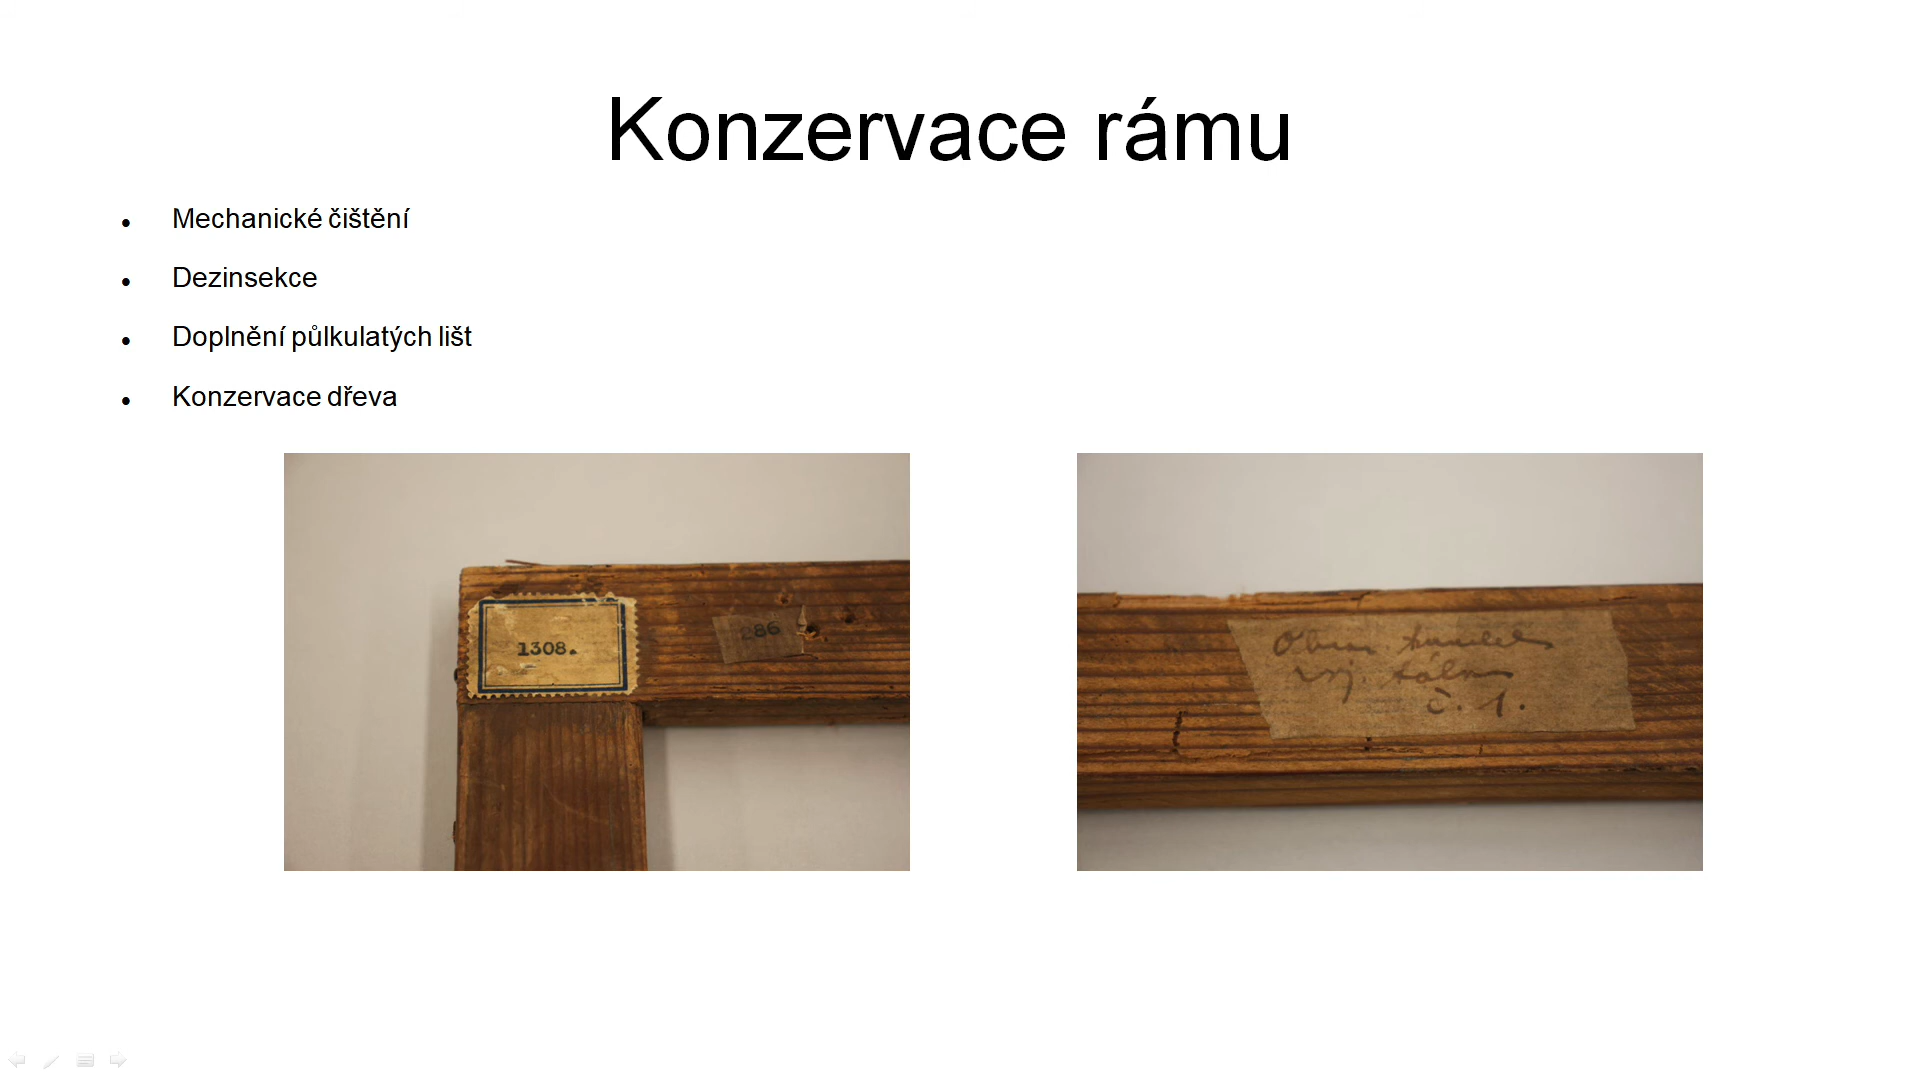 Konzervace rámu
Mechanické čištění
Dezinsekce
Doplnění půlkulatých lišt
Konzervace dřeva
1308.
286
č. 1.